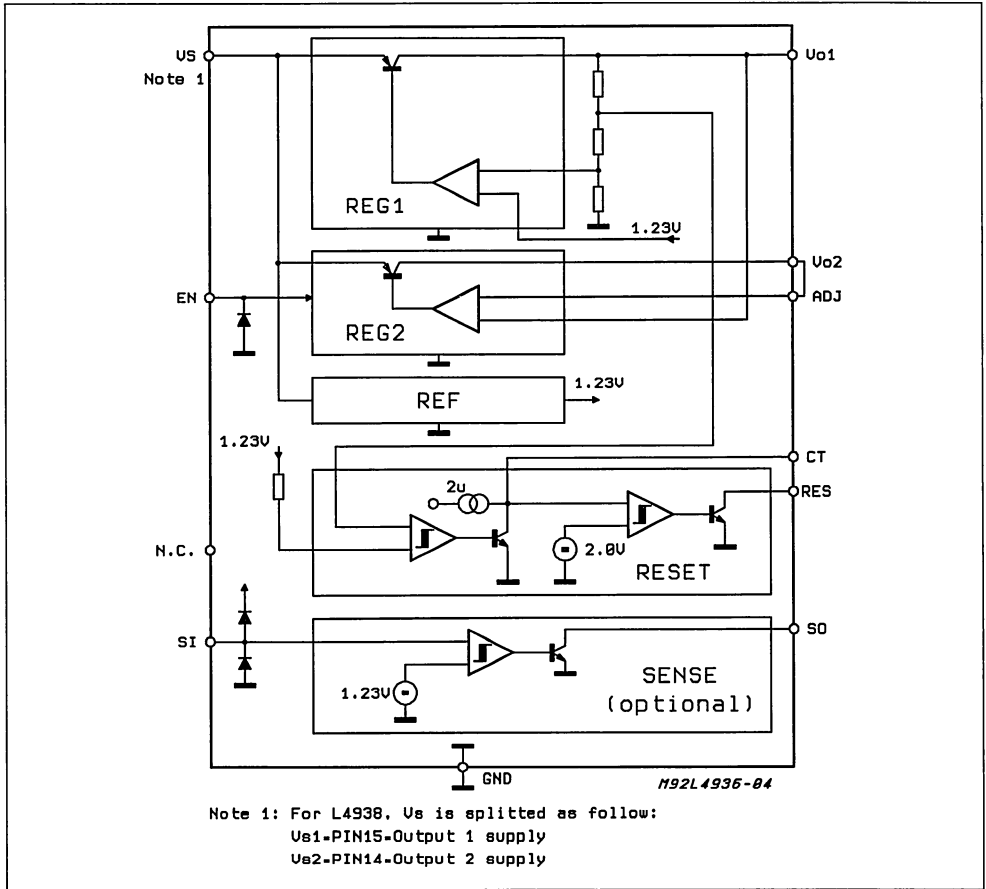 VS
Note 1
Vo1
REG1
1.23V
Vo2
EN
ADJ
REG2
REF
1.23V
1.23V
CT
2u
RES
N.C.
2.0V
RESET
SI
SO
1.23V
SENSE
(optional)
GND
M92L4936-04
Note 1: For L4938, Vs is splitted as follow:
Vs1=PIN15=Output 1 supply
Vs2=PIN14=Output 2 supply